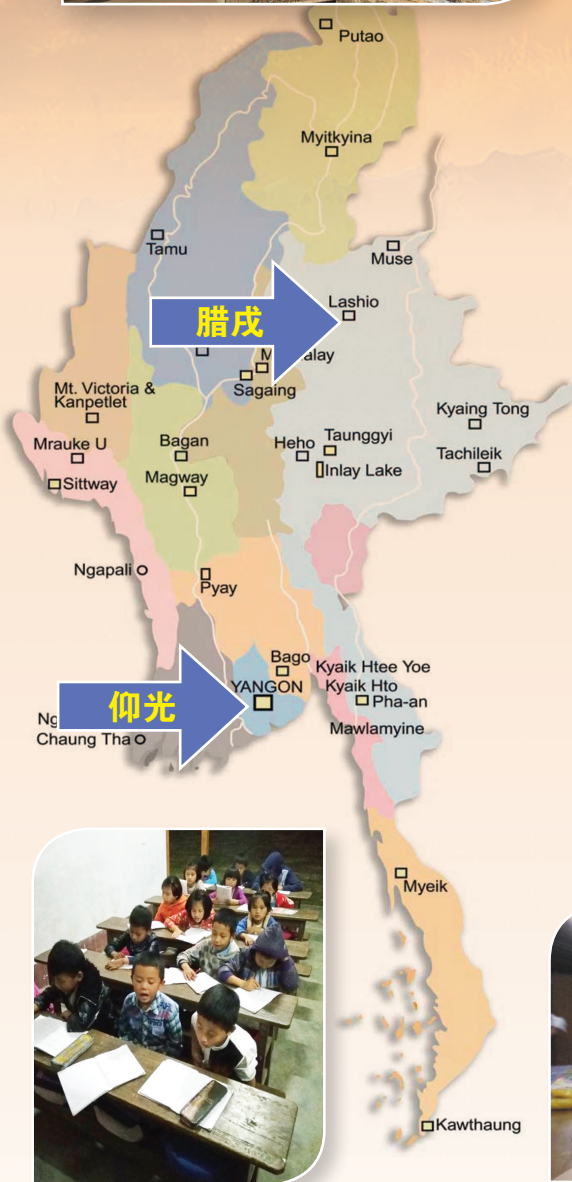 Putao
Myitkyina
Tamu
Muse
Lashio
腊戌
alay
Sagaing
Mt. Victoria &
Kanpetlet
Kyaing Tong
Mrauke U
Bagan
Heho
Taunggyi
Tachileik
Inlay Lake
Magway
Sittway
Ngapali
Pyay
Bago
Kyaik Htee Yoe
YANGON
Kyaik Hto
仰光
Pha-an
Mawlamyine
Chaung Tha
Myeik
Kawthaung